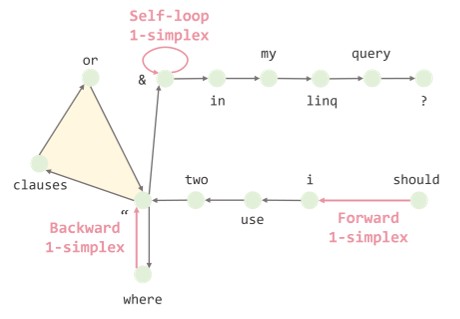 Self-loop
1-simplex
or
my
query
&
in
linq
?
clauses
two
i
should
“
use
Backward
1-simplex
Forward
1-simplex
where